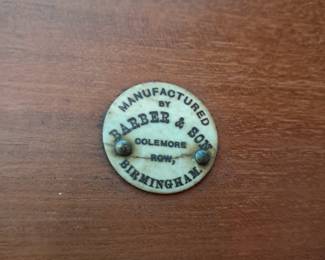 MANUFACTURED
BY
BARBER & SON
COLEMORE
ROW,
BIRMINGHAM.